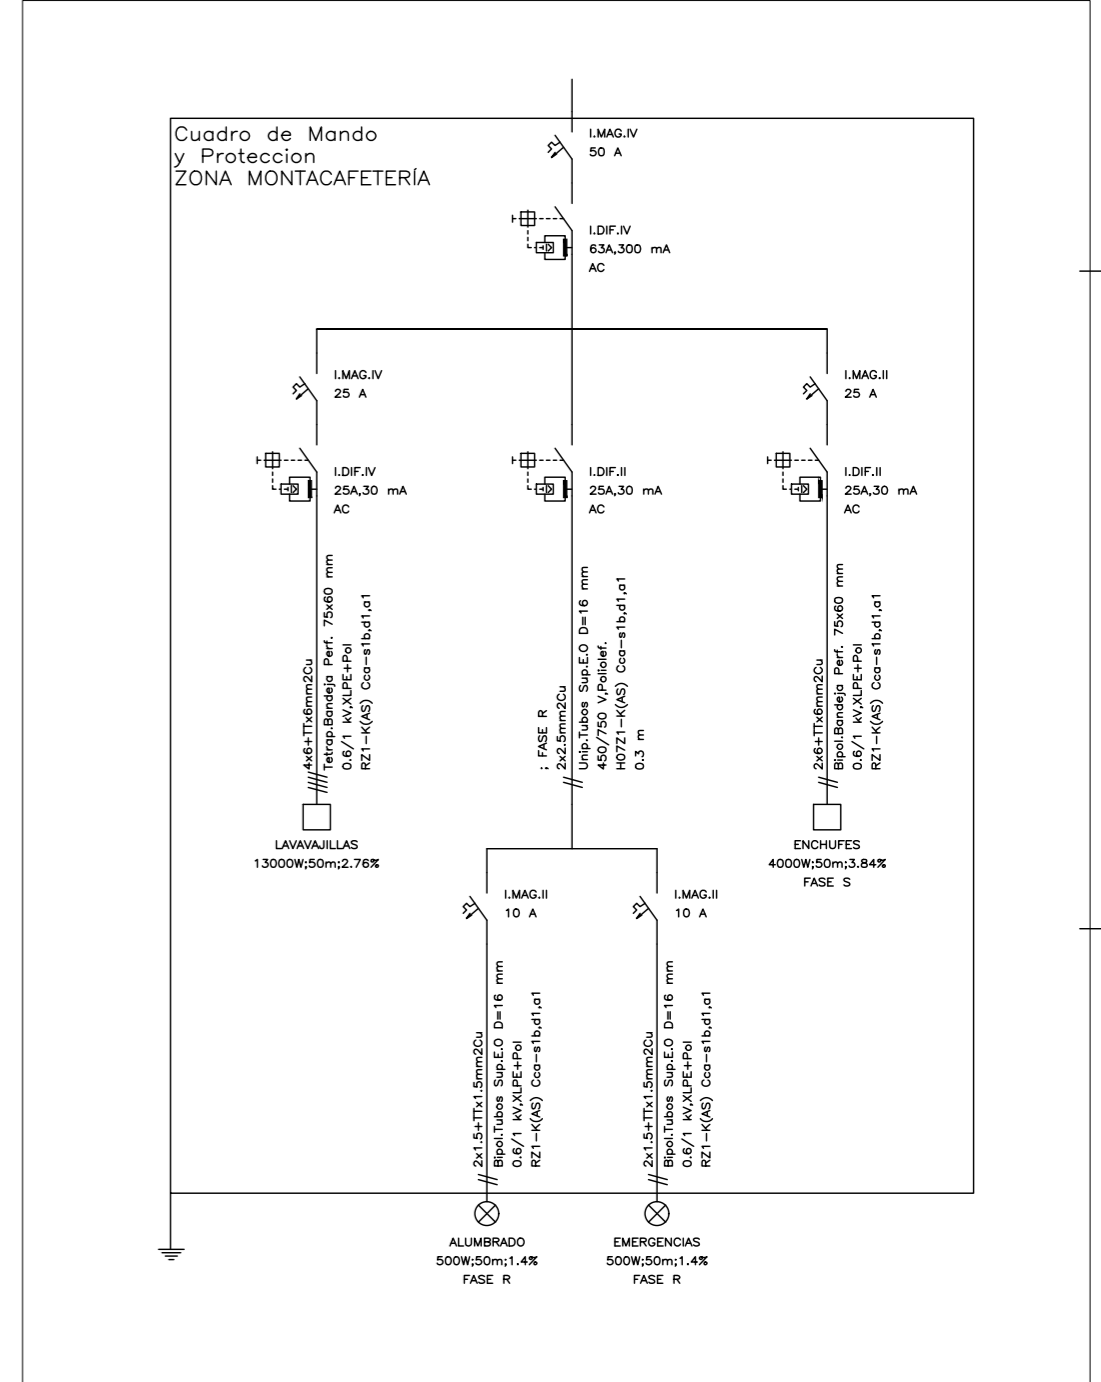 Cuadro de Mando
y Proteccion
ZONA MONTACAFETERÍA
I.MAG.IV
50 A
I.DIF.IV
63A,300 mA
AC
I.MAG.IV
25 A
I.DIF.IV
25A,30 mA
AC
4x6+TTx6mm2Cu
Tetrap.Bandeja Perf. 75x60 mm
0.6/1 kV,XLPE+Pol
RZ1-K(AS) Cca-s1b,d1,a1
LAVAVAJILLAS
13000W;50m;2.76%
I.DIF.II
25A,30 mA
AC
; FASE R
2x2.5mm2Cu
Unip.Tubos Sup.E.O D=16 mm
450/750 V,Poliolef.
H07Z1-K(AS) Cca-s1b,d1,a1
0.3 m
I.MAG.II
25 A
I.DIF.II
25A,30 mA
AC
2x6+TTx6mm2Cu
Bipol.Bandeja Perf. 75x60 mm
0.6/1 kV,XLPE+Pol
RZ1-K(AS) Cca-s1b,d1,a1
ENCHUFES
4000W;50m;3.84%
FASE S
I.MAG.II
10 A
2x1.5+TTx1.5mm2Cu
Bipol.Tubos Sup.E.O D=16 mm
0.6/1 kV,XLPE+Pol
RZ1-K(AS) Cca-s1b,d1,a1
ALUMBRADO
500W;50m;1.4%
FASE R
I.MAG.II
10 A
2x1.5+TTx1.5mm2Cu
Bipol.Tubos Sup.E.O D=16 mm
0.6/1 kV,XLPE+Pol
RZ1-K(AS) Cca-s1b,d1,a1
EMERGENCIAS
500W;50m;1.4%
FASE R